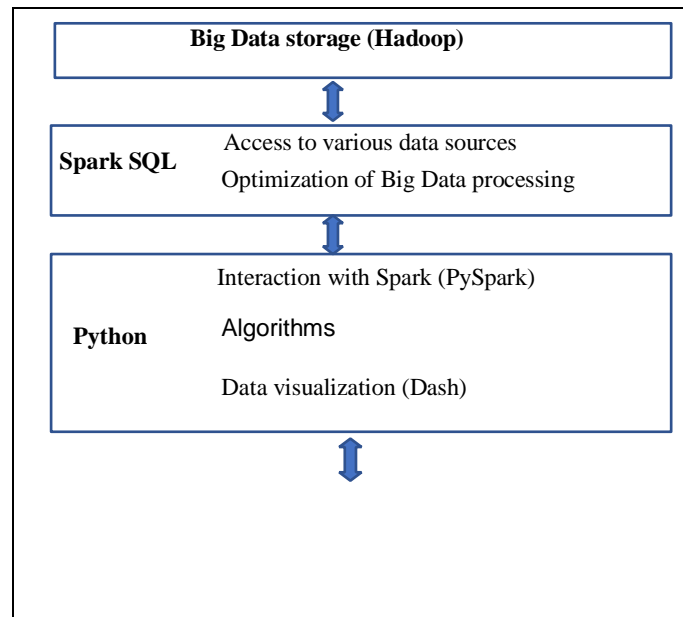 Big Data storage (Hadoop)
Access to various data sources
Spark SQL
Optimization of Big Data processing
Interaction with Spark (PySpark)
Python
Algorithms
Data visualization (Dash)